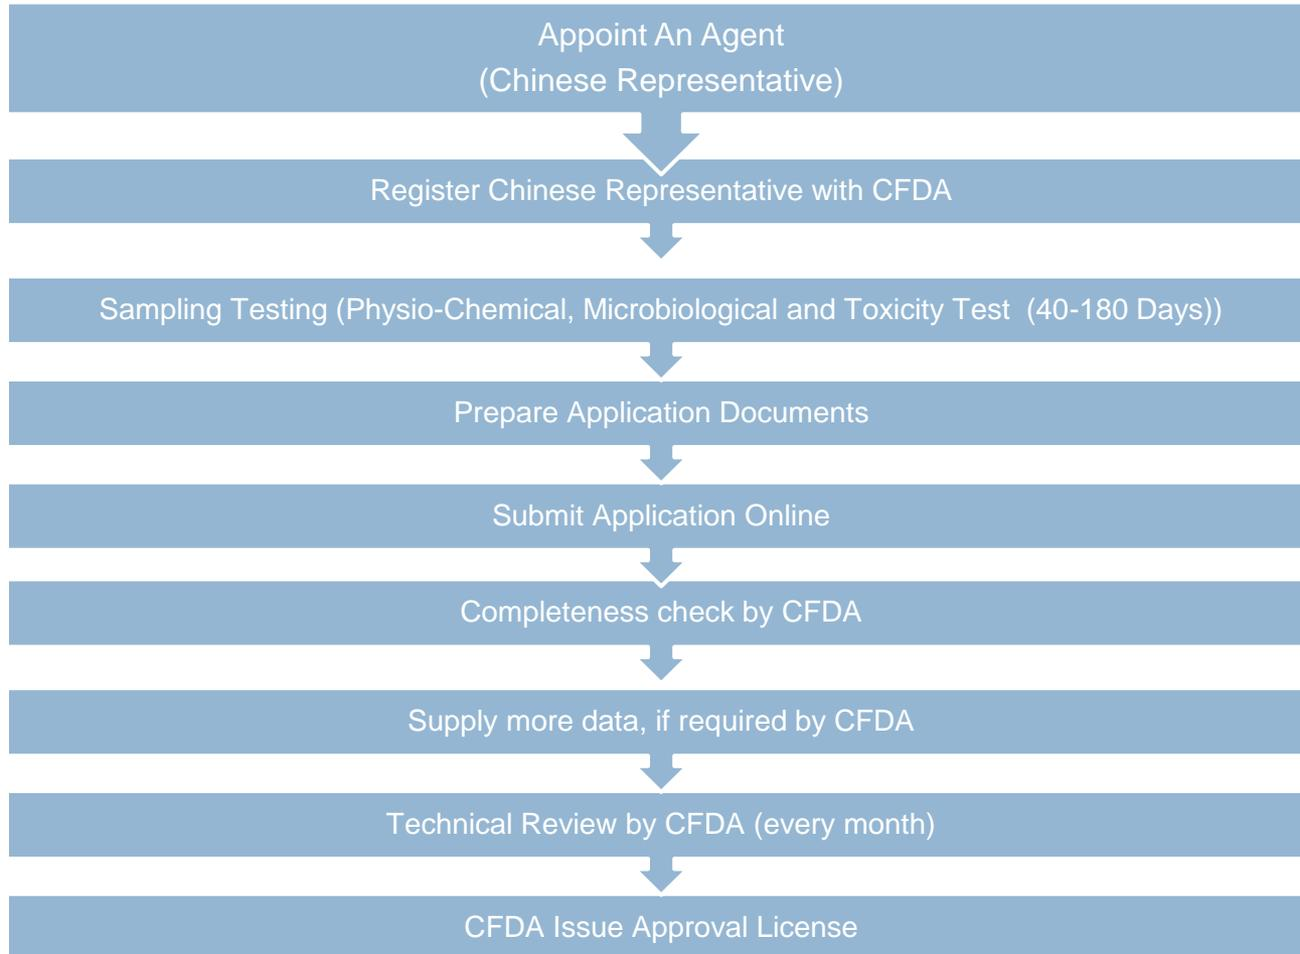 Appoint An Agent
(Chinese Representative)
Register Chinese Representative with CFDA
Sampling Testing (Physio-Chemical, Microbiological and Toxicity Test (40-180 Days))
Prepare Application Documents
Submit Application Online
Completeness check by CFDA
Supply more data, if required by CFDA
Technical Review by CFDA (every month)
CFDA Issue Approval License